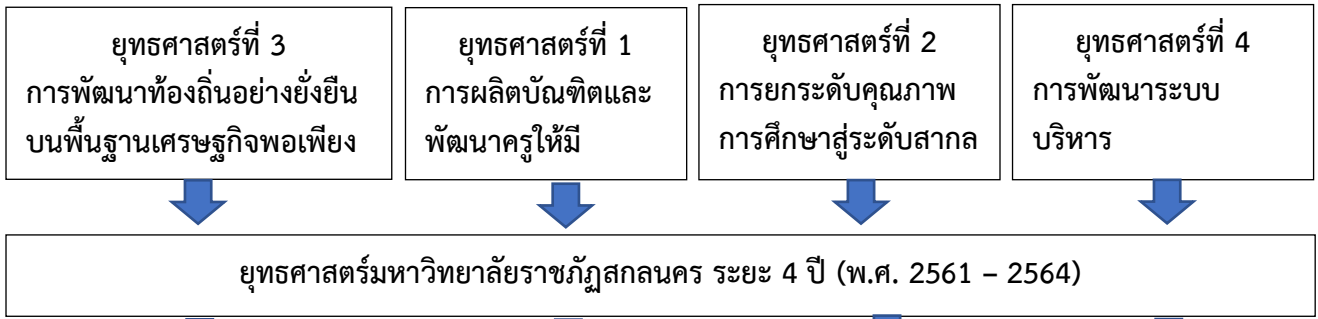 ยุทธศาสตร์ที่ 3
การพัฒนาท้องถิ่นอย่างยั่งยืน
บนพื้นฐานเศรษฐกิจพอเพียง
ยุทธศาสตร์ที่ 1
การผลิตบัณฑิตและ
พัฒนาครูให้มี
ยุทธศาสตร์ที่ 2
การยกระดับคุณภาพ
การศึกษาสู่ระดับสากล
ยุทธศาสตร์ที่ 4
การพัฒนาระบบ
บริหาร
ยุทธศาสตร์มหาวิทยาลัยราชภัฏสกลนคร ระยะ 4 ปี (พ.ศ. 2561 – 2564)